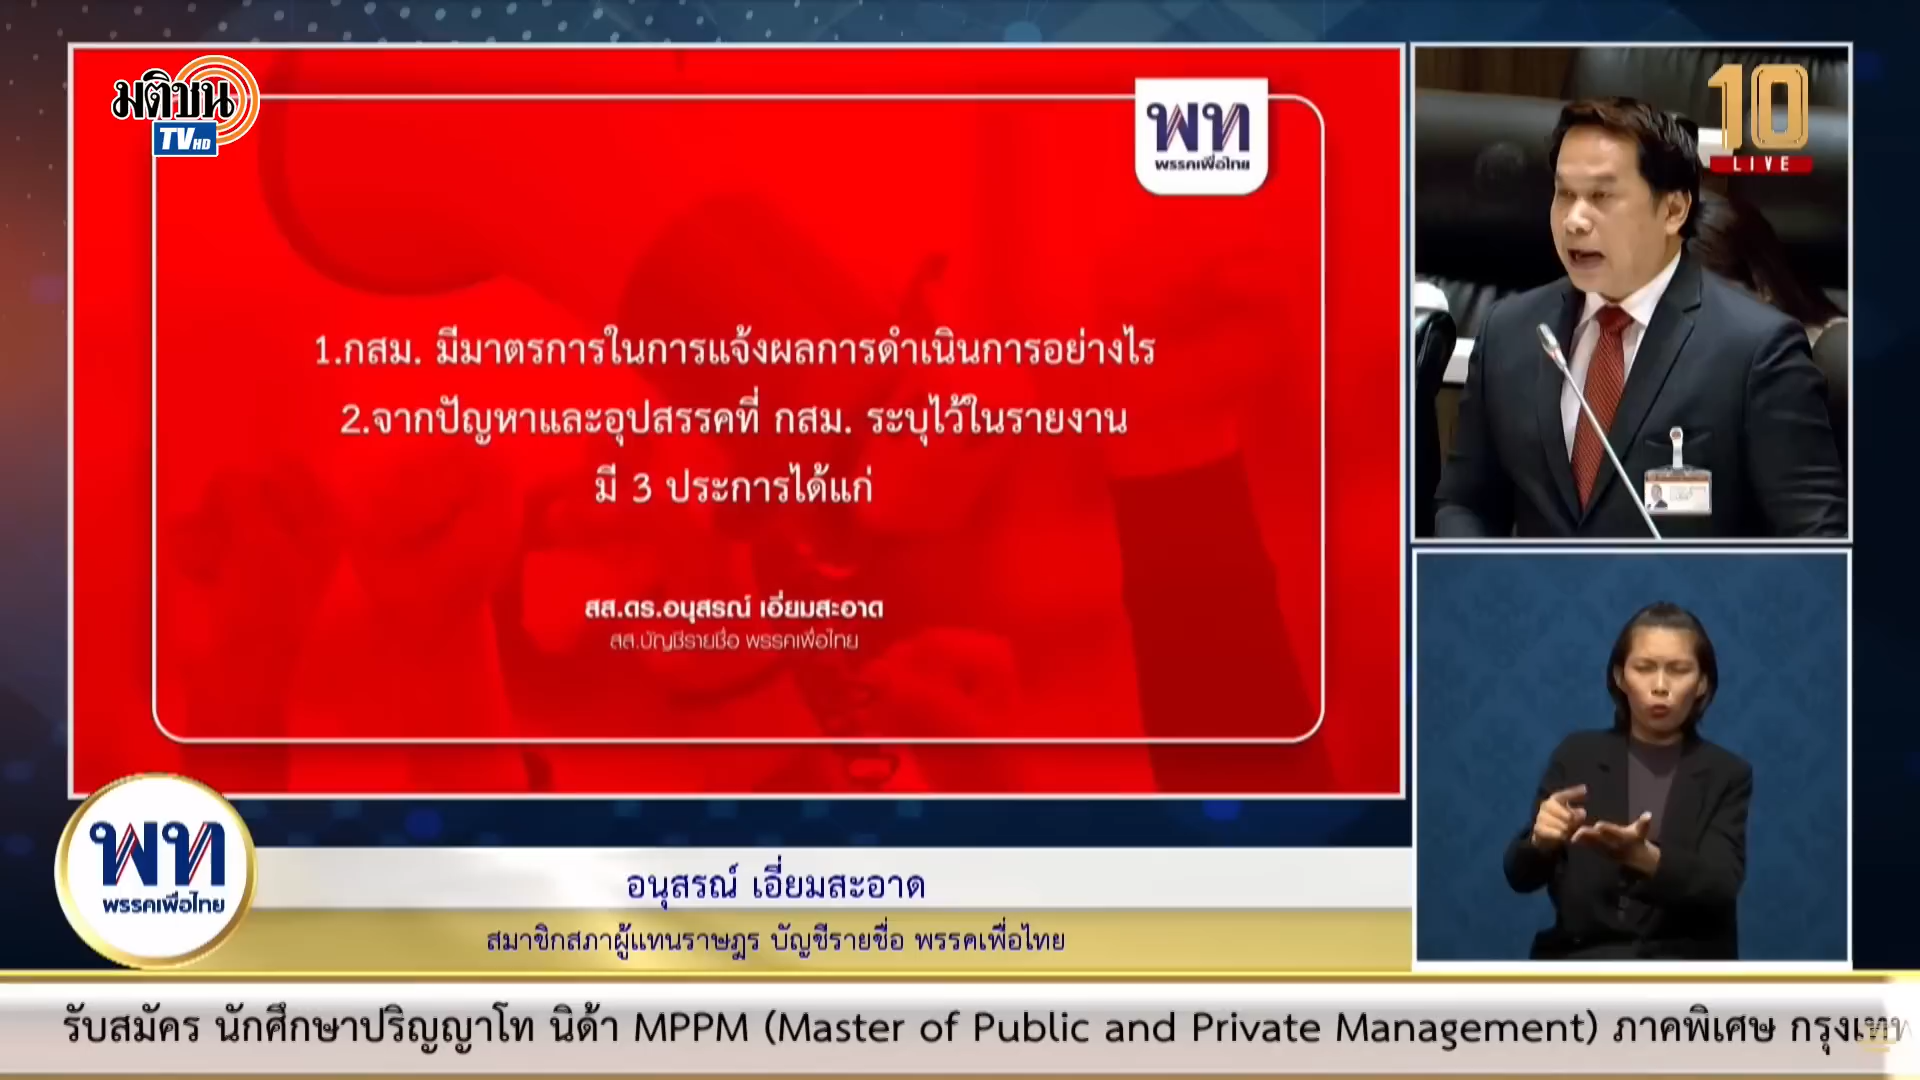 มติชน
TV HD
พท
พรรคเพื่อไทย
10
LIVE
1.กสม. มีมาตรการในการแจ้งผลการดำเนินการอย่างไร
2.จากปัญหาและอุปสรรคที่ กสม. ระบุไว้ในรายงาน
มี 3 ประการได้แก่
สส.ดร.อนุสรณ์ เอี่ยมสะอาด
สส.บัญชีรายชื่อ พรรคเพื่อไทย
พท
พรรคเพื่อไทย
อนุสรณ์ เอี่ยมสะอาด
สมาชิกสภาผู้แทนราษฎร บัญชีรายชื่อ พรรคเพื่อไทย
รับสมัคร นักศึกษาปริญญาโท นิด้า MPPM (Master of Public and Private Management) ภาคพิเศษ กรุงเทพ